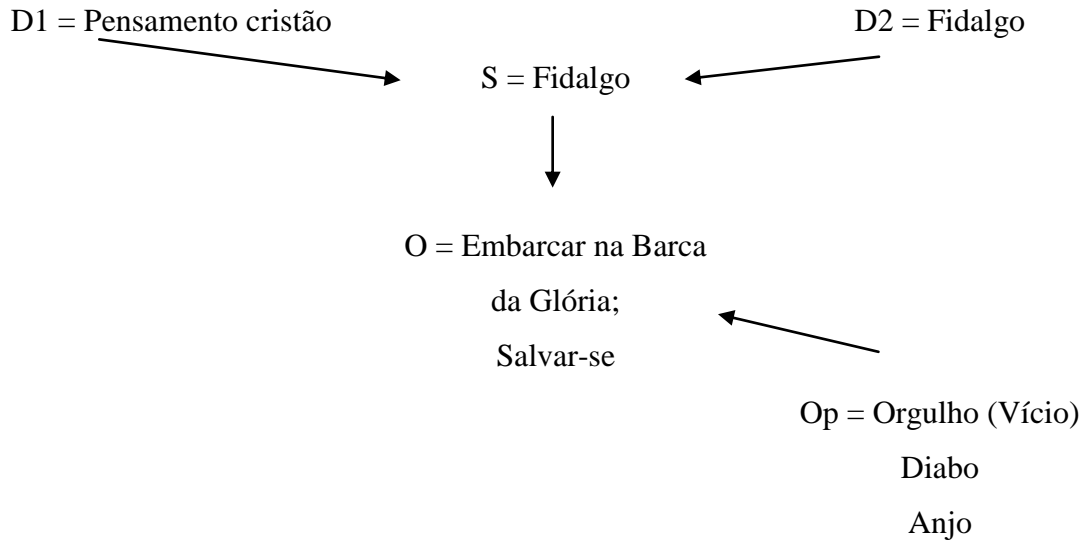 D1 = Pensamento cristão
D2 = Fidalgo
S = Fidalgo
O = Embarcar na Barca
da Glória;
Salvar-se
Op = Orgulho (Vício)
Diabo
Anjo